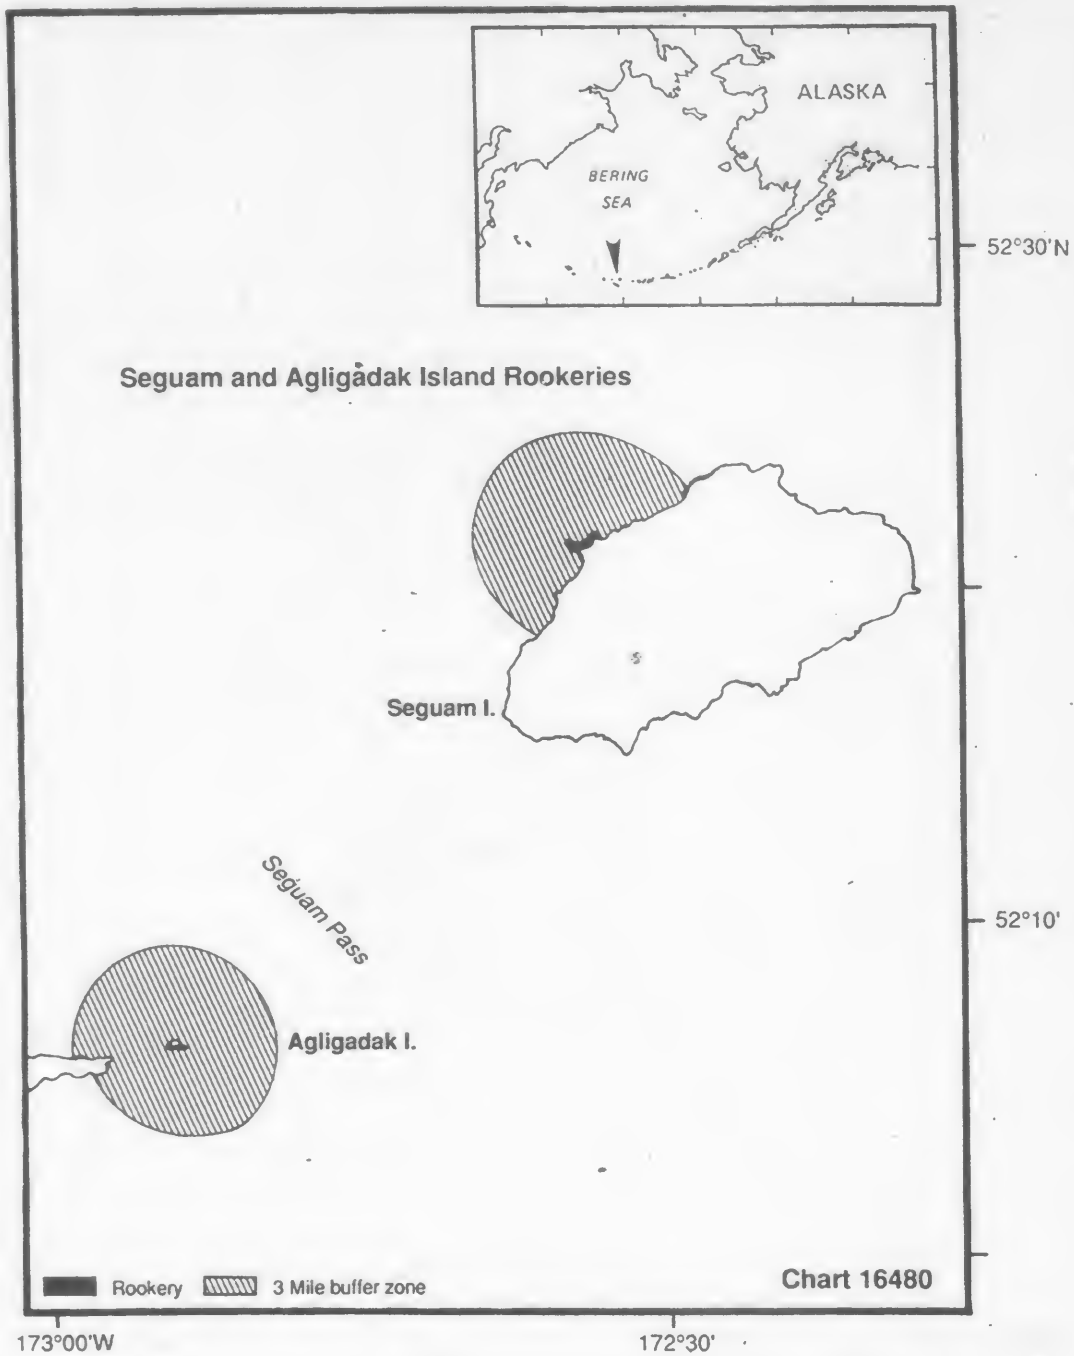 ALASKA
BERING
SEA
52°30'N
Seguam and Agligadak Island Rookeries
Seguam I.
Seguam Pass
52°10'
Agligadak I.
Rookery
3 Mile buffer zone
Chart 16480
173°00'W
172°30'